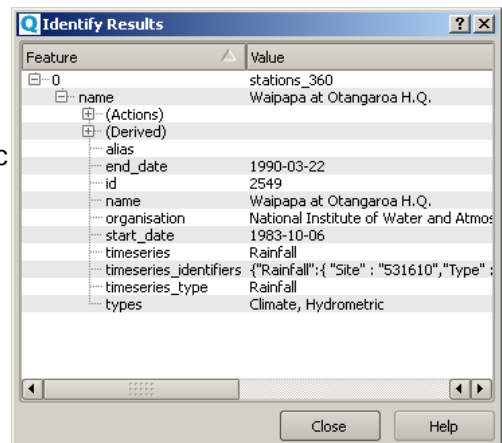 Identify Results
Feature Value
0 stations_360
name Waipapa at Otangaroa H.Q.
(Actions)
(Derived)
alias
end_date 1990-03-22
id 2549
name Waipapa at Otangaroa H.Q.
organisation National Institute of Water and Atmos
start_date 1983-10-06
timeseries Rainfall
timeseries_identifiers {"Rainfall":{ "Site" : "531610","Type" :
timeseries_type Rainfall
types Climate, Hydrometric
Close Help
c